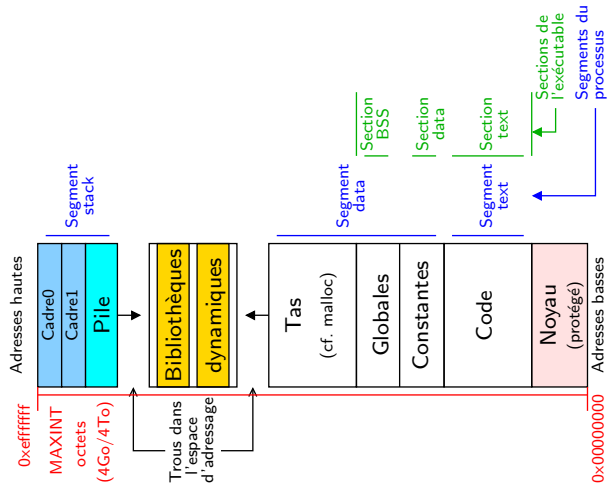 Adresses hautes
0xefffffff
MAXINT
octets
(4Go/4To)
Cadre0
Cadre1
Pile
Segment
stack
Trous dans
l'espace
d'adressage
Bibliothèques
dynamiques
Tas
(cf. malloc)
Globales
Constantes
Code
Noyau
(protégé)
Adresses basses
0x00000000
Segment
data
Segment
text
Section
BSS
Section
data
Section
text
Sections de
l'exécutable
Segments du
processus